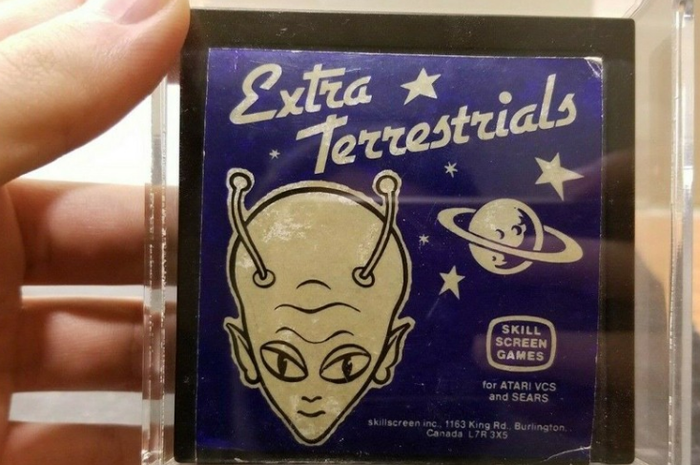 Extra
Terrestrials
SKILL
SCREEN
GAMES
for ATARI VCS
and SEARS
skillscreen inc., 1163 King Rd., Burlington,
Canada L7R 3X5